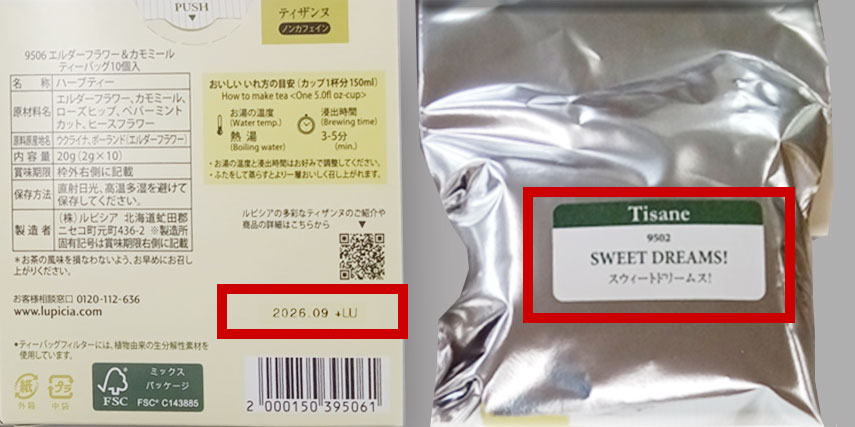 PUSH
ティザンヌ
ノンカフェイン
9506 エルダーフラワー&カモミール
ティーバッグ10個入
名 称 ハーブティー
原材料名 エルダーフラワー、カモミール、
ローズヒップ、ペパーミント
カット、ヒースフラワー
原料原産地名 ウクライナ、ポーランド(エルダーフラワー)
内 容 量 20g(2g×10)
賞味期限 枠外右側に記載
保存方法 直射日光、高温多湿を避けて
保存してください。
製 造 者 (株)ルピシア 北海道虻田郡
ニセコ町元町436-2 ※製造所
固有記号は賞味期限右側に記載
*お茶の風味を損なわないよう、お早めにお召し
上がりください。
お客様相談窓口 0120-112-636
www.lupicia.com
•ティーバッグフィルターには、植物由来の生分解性素材を
使用しています。
紙
外箱
プラ
中袋
FSC
ミックス
パッケージ
FSC® C143885
おいしい いれ方の目安(カップ1杯分150ml)
How to make tea <One 5.0fl oz-cup>
お湯の温度
(Water temp.)
熱 湯
(Boiling water)
浸出時間
(Brewing time)
3-5分
(min.)
・お湯の温度と浸出時間はお好みで調整してください。
・ふたをして蒸らすとより一層おいしく召し上がれます。
ルピシアの多彩なティザンヌのご紹介や
商品の詳細はこちらから
2026.09 +LU
2 000150 395061
Tisane
9502
SWEET DREAMS!
スウィートドリームス!